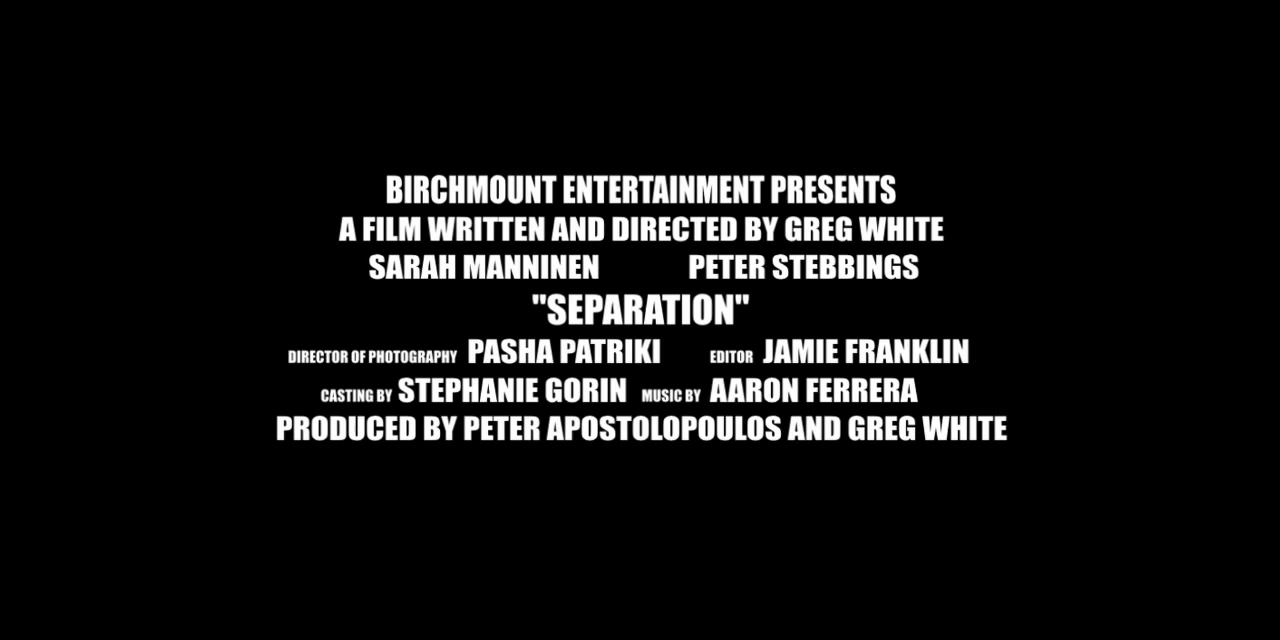 BIRCHMOUNT ENTERTAINMENT PRESENTS
A FILM WRITTEN AND DIRECTED BY GREG WHITE
SARAH MANNINEN PETER STEBBINGS
"SEPARATION"
DIRECTOR OF PHOTOGRAPHY PASHA PATRIKI EDITOR JAMIE FRANKLIN
CASTING BY STEPHANIE GORIN MUSIC BY AARON FERRERA
PRODUCED BY PETER APOSTOLOPOULOS AND GREG WHITE